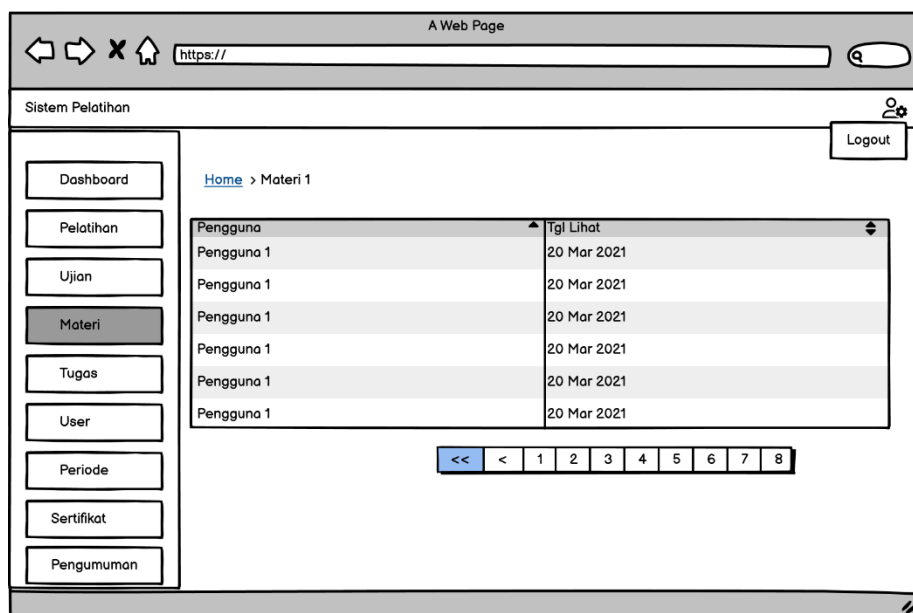 A Web Page
https://
Sistem Pelatihan
Logout
Dashboard
Pelatihan
Ujian
Materi
Tugas
User
Periode
Sertifikat
Pengumuman
Home > Materi 1
Pengguna Tgl Lihat
Pengguna 1 20 Mar 2021
Pengguna 1 20 Mar 2021
Pengguna 1 20 Mar 2021
Pengguna 1 20 Mar 2021
Pengguna 1 20 Mar 2021
Pengguna 1 20 Mar 2021
<< < 1 2 3 4 5 6 7 8